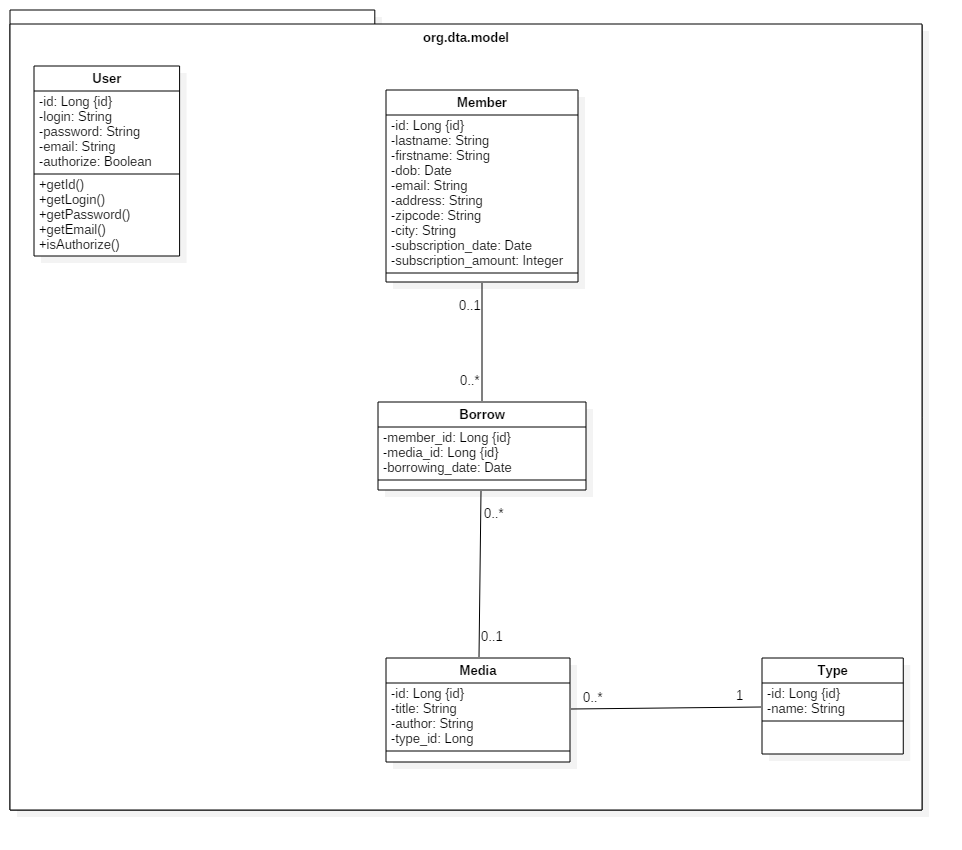 org.dta.model
User
-id: Long {id}
-login: String
-password: String
-email: String
-authorize: Boolean
+getId()
+getLogin()
+getPassword()
+getEmail()
+isAuthorize()
Member
-id: Long {id}
-lastname: String
-firstname: String
-dob: Date
-email: String
-address: String
-zipcode: String
-city: String
-subscription_date: Date
-subscription_amount: Integer
0..1
0..*
Borrow
-member_id: Long {id}
-media_id: Long {id}
-borrowing_date: Date
0..*
0..1
Media
-id: Long {id}
-title: String
-author: String
-type_id: Long
0..*
1
Type
-id: Long {id}
-name: String